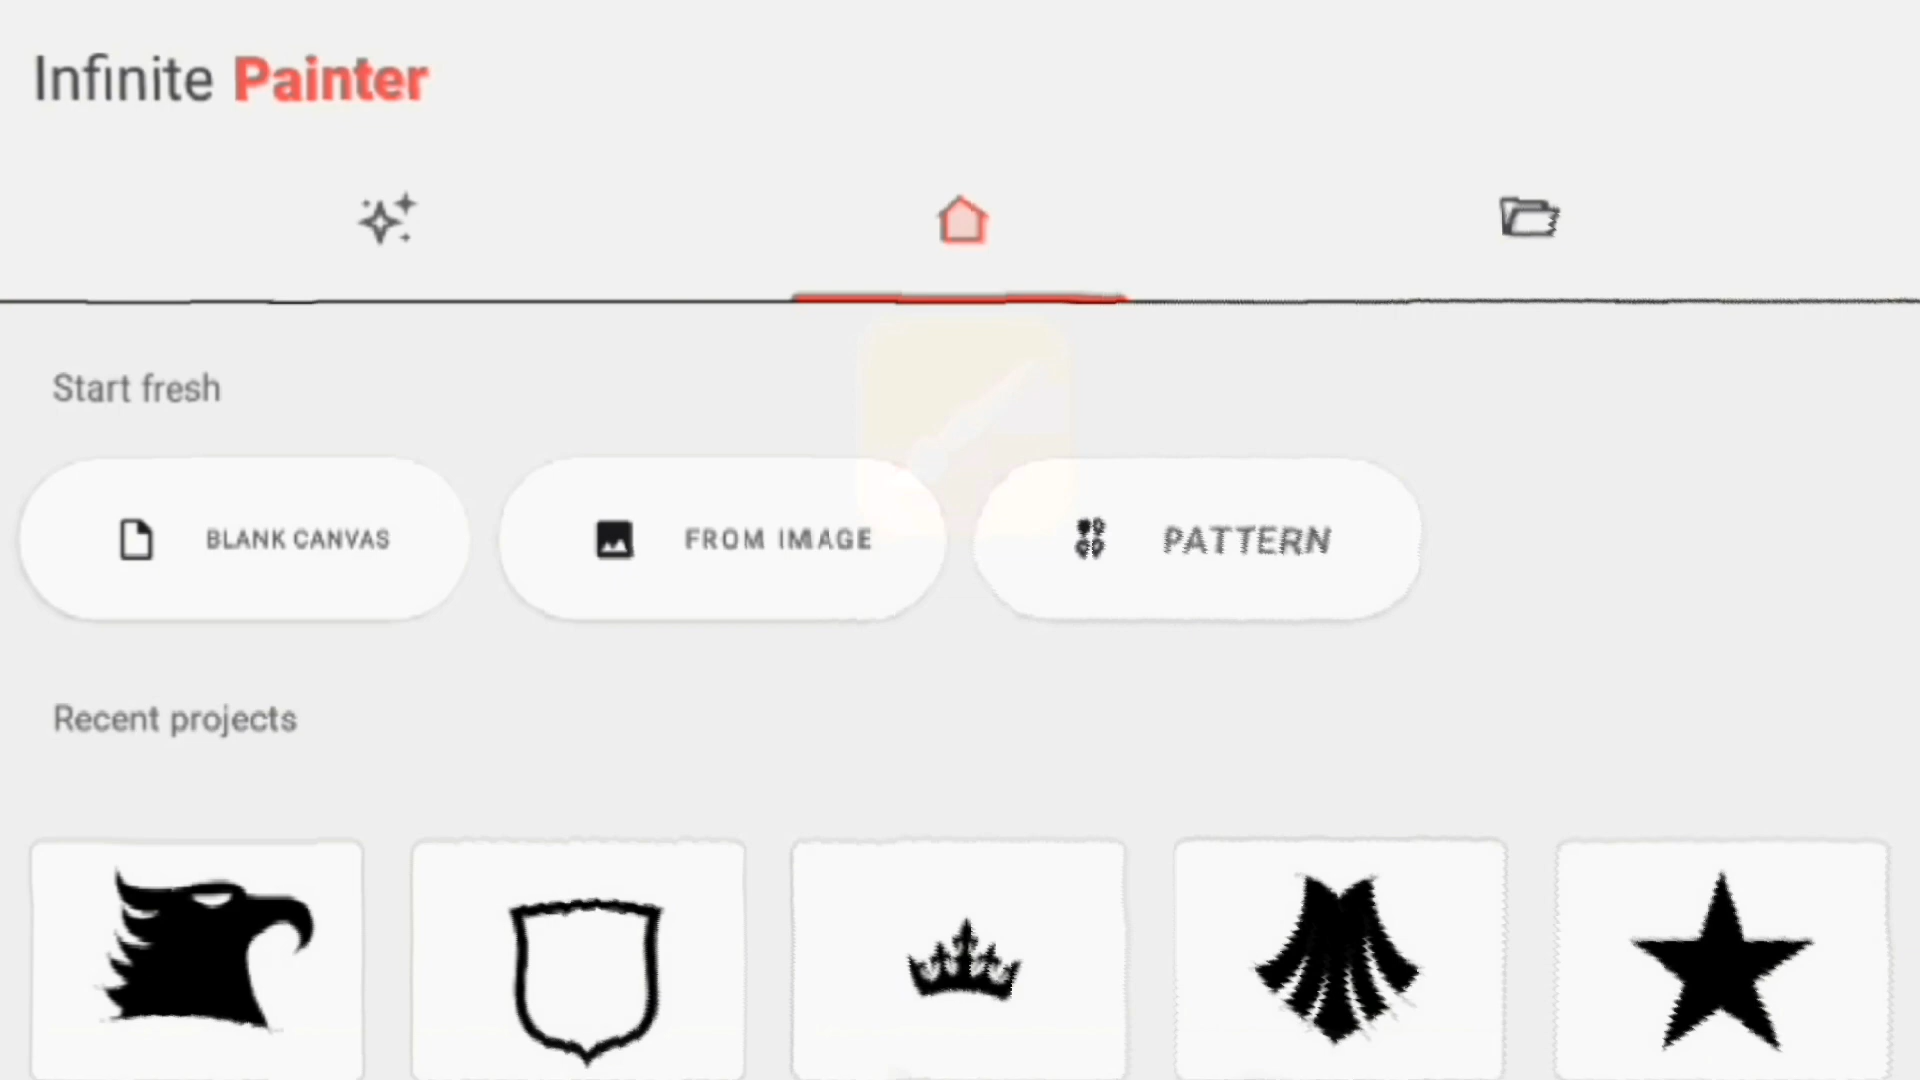 Infinite Painter
Start fresh
BLANK CANVAS
FROM IMAGE
PATTERN
Recent projects